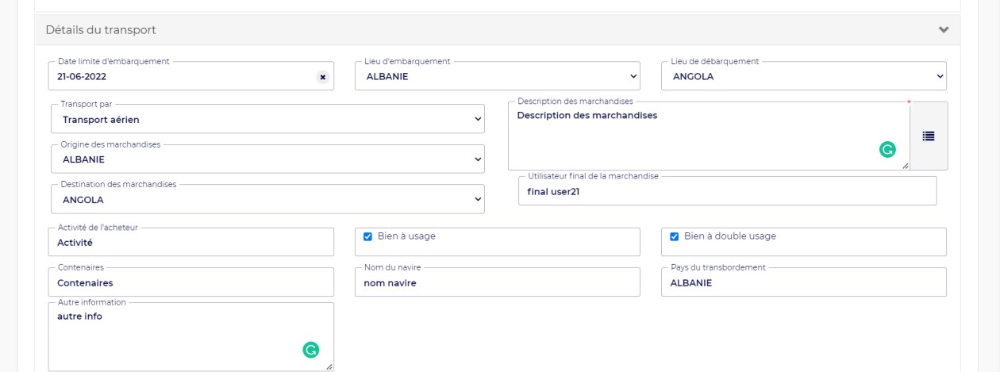 Détails du transport
Date limite d'embarquement
21-06-2022
Lieu d'embarquement
ALBANIE
Lieu de débarquement
ANGOLA
Transport par
Transport aérien
Description des marchandises
*
Description des marchandises
Origine des marchandises
ALBANIE
Utilisateur final de la marchandise
final user21
Destination des marchandises
ANGOLA
Activité de l'acheteur
Activité
Bien à usage
Bien à double usage
Contenaires
Contenaires
Nom du navire
nom navire
Pays du transbordement
ALBANIE
Autre information
autre info